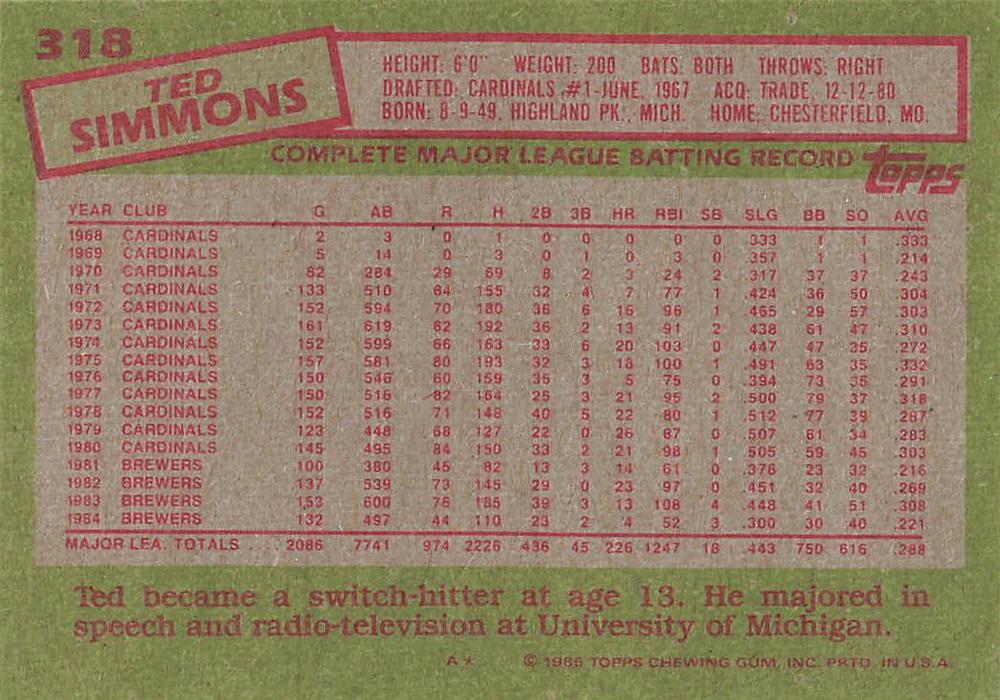 318
TED
SIMMONS
HEIGHT: 6'0" WEIGHT: 200 BATS: BOTH THROWS: RIGHT
DRAFTED: CARDINALS #1-JUNE, 1967 ACQ: TRADE, 12-12-80
BORN: 8-9-49, HIGHLAND PK., MICH. HOME: CHESTERFIELD, MO.
COMPLETE MAJOR LEAGUE BATTING RECORD topps
YEAR CLUB G AB R H 2B 3B HR RBI SB SLG BB SO AVG
1968 CARDINALS 2 3 0 1 0 0 0 0 0 .333 1 1 .333
1969 CARDINALS 5 14 0 3 0 1 0 3 0 .357 1 1 .214
1970 CARDINALS 82 284 29 69 8 2 3 24 2 .317 37 37 .243
1971 CARDINALS 133 510 64 155 32 4 7 77 1 .424 36 50 .304
1972 CARDINALS 152 594 70 180 36 6 16 96 1 .465 29 57 .303
1973 CARDINALS 161 619 62 192 36 2 13 91 2 .438 61 47 .310
1974 CARDINALS 152 599 66 163 33 6 20 103 0 .447 47 35 .272
1975 CARDINALS 157 581 80 193 32 3 18 100 1 .491 63 35 .332
1976 CARDINALS 150 546 60 159 35 3 5 75 0 .394 73 35 .291
1977 CARDINALS 150 516 82 164 25 3 21 95 2 .500 79 37 .318
1978 CARDINALS 152 516 71 148 40 5 22 80 1 .512 77 39 .287
1979 CARDINALS 123 448 68 127 22 0 26 87 0 .507 61 34 .283
1980 CARDINALS 145 495 84 150 33 2 21 98 1 .505 59 45 .303
1981 BREWERS 100 380 45 82 13 3 14 61 0 .376 23 32 .216
1982 BREWERS 137 539 73 145 29 0 23 97 0 .451 32 40 .269
1983 BREWERS 153 600 76 185 39 3 13 108 4 .448 41 51 .308
1984 BREWERS 132 497 44 110 23 2 4 52 3 .300 30 40 .221
MAJOR LEA. TOTALS .... 2086 7741 974 2226 436 45 226 1247 18 .443 750 616 .288
Ted became a switch-hitter at age 13. He majored in
speech and radio-television at University of Michigan.
A* © 1985 TOPPS CHEWING GUM, INC. PRTD. IN U.S.A.